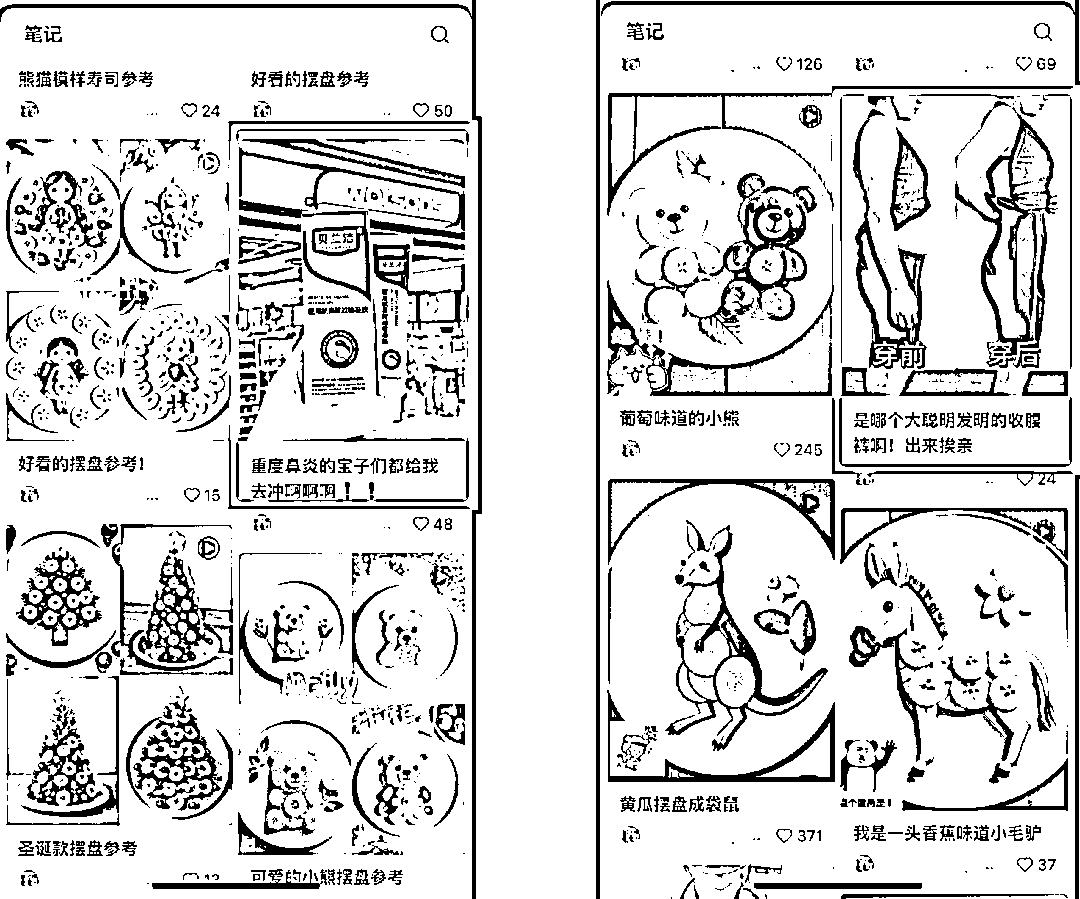 笔记
熊猫模样寿司参考
好看的摆盘参考
24
50
贝兰洁
好看的摆盘参考!
15
重度鼻炎的宝子们都给我
去冲啊啊啊!!
48
圣诞款摆盘参考
可爱的小熊摆盘参考
笔记
126
69
葡萄味道的小熊
245
穿前
穿后
是哪个大聪明发明的收腹
裤啊!出来挨亲
24
黄瓜摆盘成袋鼠
371
我是一头香蕉味道小毛驴
37